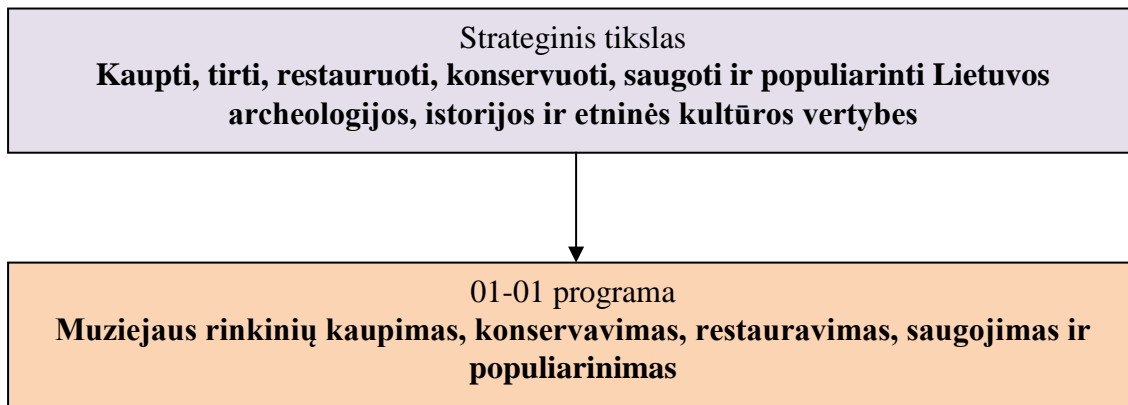 Strateginis tikslas
Kaupti, tirti, restauruoti, konservuoti, saugoti ir populiarinti Lietuvos
archeologijos, istorijos ir etninės kultūros vertybes
01-01 programa
Muziejaus rinkinių kaupimas, konservavimas, restauravimas, saugojimas ir
populiarinimas